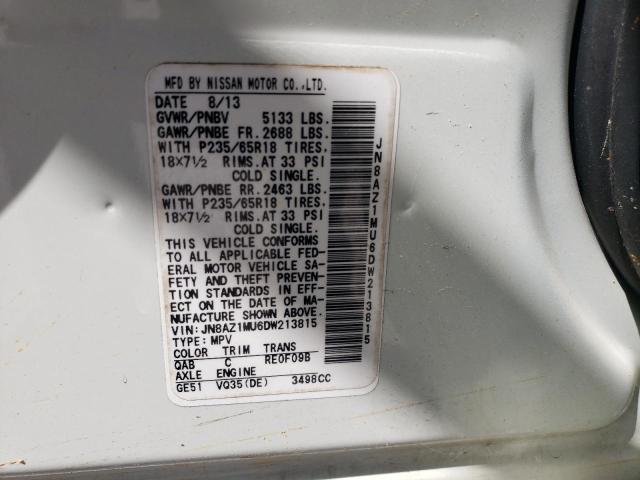 MFD BY NISSAN MOTOR CO.,LTD.
DATE 8/13
GVWR/PNBV 5133 LBS.
GAWR/PNBE FR. 2688 LBS.
WITH P235/65R18 TIRES.
18X7½ RIMS. AT 33 PSI
COLD SINGLE.
GAWR/PNBE RR. 2463 LBS.
WITH P235/65R18 TIRES.
18X7½ RIMS. AT 33 PSI
COLD SINGLE.
THIS VEHICLE CONFORMS
TO ALL APPLICABLE FED-
ERAL MOTOR VEHICLE SA-
FETY AND THEFT PREVEN-
TION STANDARDS IN EFF-
ECT ON THE DATE OF MA-
NUFACTURE SHOWN ABOVE.
VIN: JN8AZ1MU6DW213815
TYPE: MPV
COLOR TRIM TRANS
QAB C RE0F09B
AXLE ENGINE
GE51 VQ35(DE) 3498CC
JN8AZ1MU6DW213815